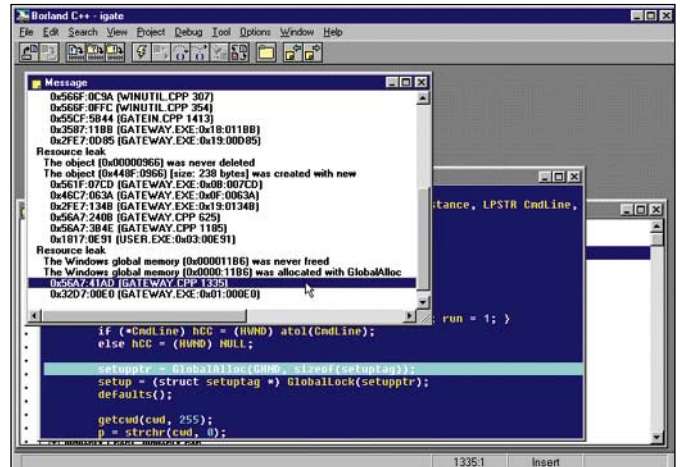 Borland C++ - igate
File Edit Search View Project Debug Tool Options Window Help
Message
0x566F:0C9A (WINUTIL.CPP 307)
0x566F:0FFC (WINUTIL.CPP 354)
0x55CF:5B44 (GATEIN.CPP 1413)
0x3587:11BB (GATEWAY.EXE:0x18:011BB)
0x2FE7:0D85 (GATEWAY.EXE:0x19:00D85)
Resource leak
The object (0x00000966) was never deleted
The object (0x448F:0966) [size: 238 bytes] was created with new
0x561F:07CD (GATEWAY.EXE:0x0B:007CD)
0x46C7:063A (GATEWAY.EXE:0x0F:0063A)
0x2FE7:134B (GATEWAY.EXE:0x19:0134B)
0x56A7:240B (GATEWAY.CPP 625)
0x56A7:3B4E (GATEWAY.CPP 1185)
0x1817:0E91 (USER.EXE:0x03:00E91)
Resource leak
The Windows global memory (0x000011B6) was never freed
The Windows global memory (0x0000:11B6) was allocated with GlobalAlloc
0x56A7:41AD (GATEWAY.CPP 1335)
0x32D7:00E0 (GATEWAY.EXE:0x01:000E0)
stance, LPSTR CmdLine,
; run = 1; }
if (*CmdLine) hCC = (HWND) atol(CmdLine);
else hCC = (HWND) NULL;
setupptr = GlobalAlloc(GHND, sizeof(setuptag));
setup = (struct setuptag *) GlobalLock(setupptr);
defaults();
getcwd(cwd, 255);
p = strchr(cwd, 0);
1335:1 Insert